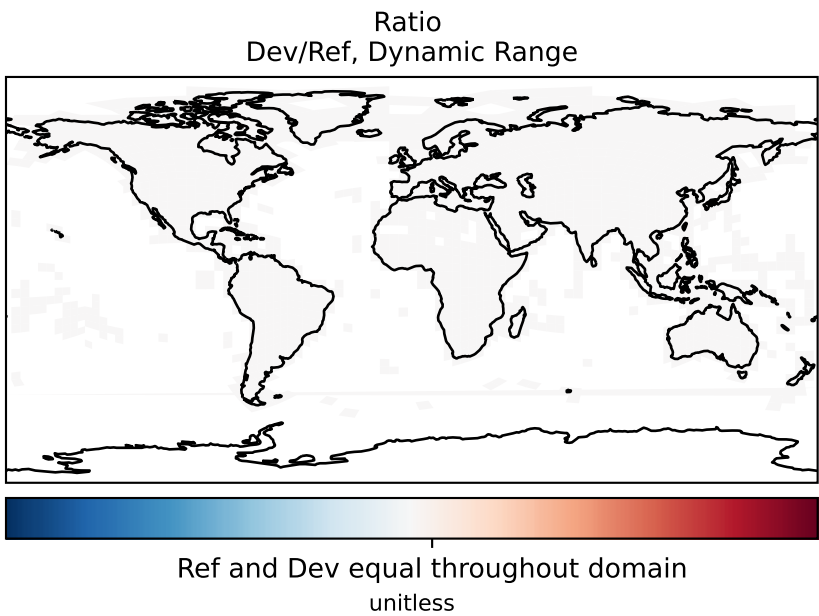 Ratio
Dev/Ref, Dynamic Range
Ref and Dev equal throughout domain
unitless